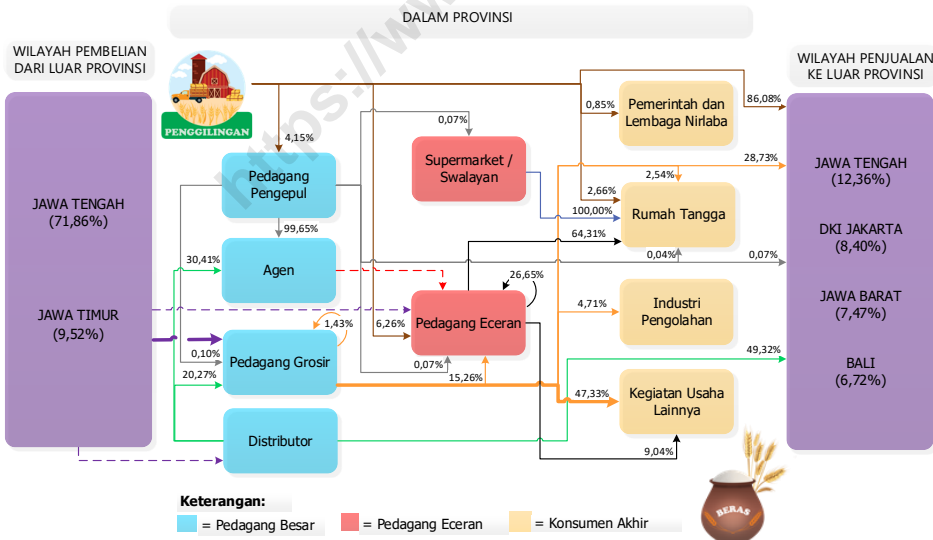 DALAM PROVINSI
WILAYAH PEMBELIAN
DARI LUAR PROVINSI
WILAYAH PENJUALAN
KE LUAR PROVINSI
https://w
PENGGILINGAN
4,15%
0,07%
0,85%
86,08%
Pemerintah dan
Lembaga Nirlaba
Supermarket /
Swalayan
Pedagang
Pengepul
28,73%
2,54%
2,66%
100,00%
Rumah Tangga
JAWA TENGAH
(71,86%)
JAWA TENGAH
(12,36%)
99,65%
64,31%
0,04%
0,07%
DKI JAKARTA
(8,40%)
30,41%
Agen
26,65%
JAWA TIMUR
(9,52%)
1,43%
6,26%
Pedagang Eceran
4,71%
Industri
Pengolahan
JAWA BARAT
(7,47%)
0,10%
Pedagang Grosir
0,07%
49,32%
20,27%
15,26%
47,33%
Kegiatan Usaha
Lainnya
BALI
(6,72%)
Distributor
9,04%
Keterangan:
= Pedagang Besar
= Pedagang Eceran
= Konsumen Akhir
BERAS